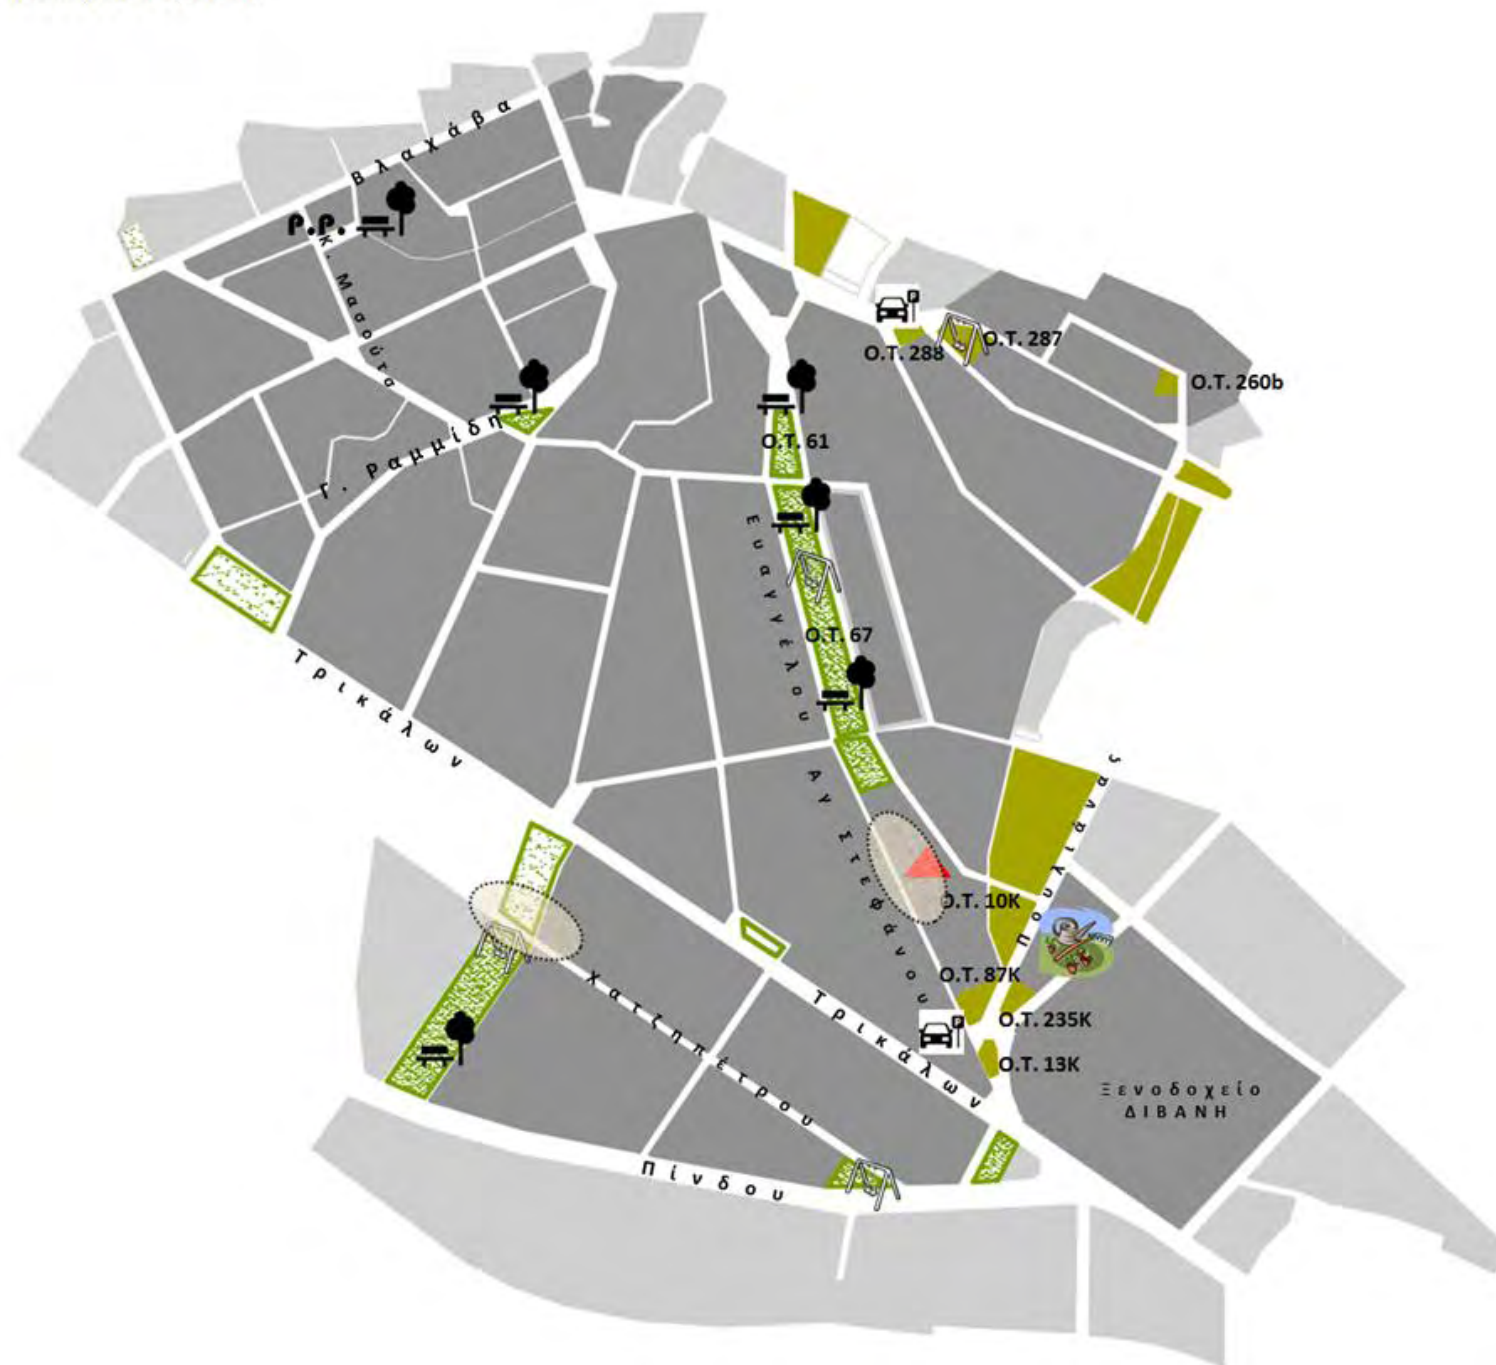 Βλαχάβα
P.P.
Κ. Μασούτα
Ο.Τ. 287
Ο.Τ. 288
Ο.Τ. 260b
Γ. Ραμμίδη
Ο.Τ. 61
Ευαγγέλου
Ο.Τ. 67
Τρικάλων
Πουλιάνας
Αγ Στεφάνου
Ο.Τ. 10Κ
Ο.Τ. 87Κ
Χατζηπέτρου
Τρικάλων
Ο.Τ. 235Κ
Ο.Τ. 13Κ
Ξενοδοχείο
ΔΙΒΑΝΗ
Πίνδου